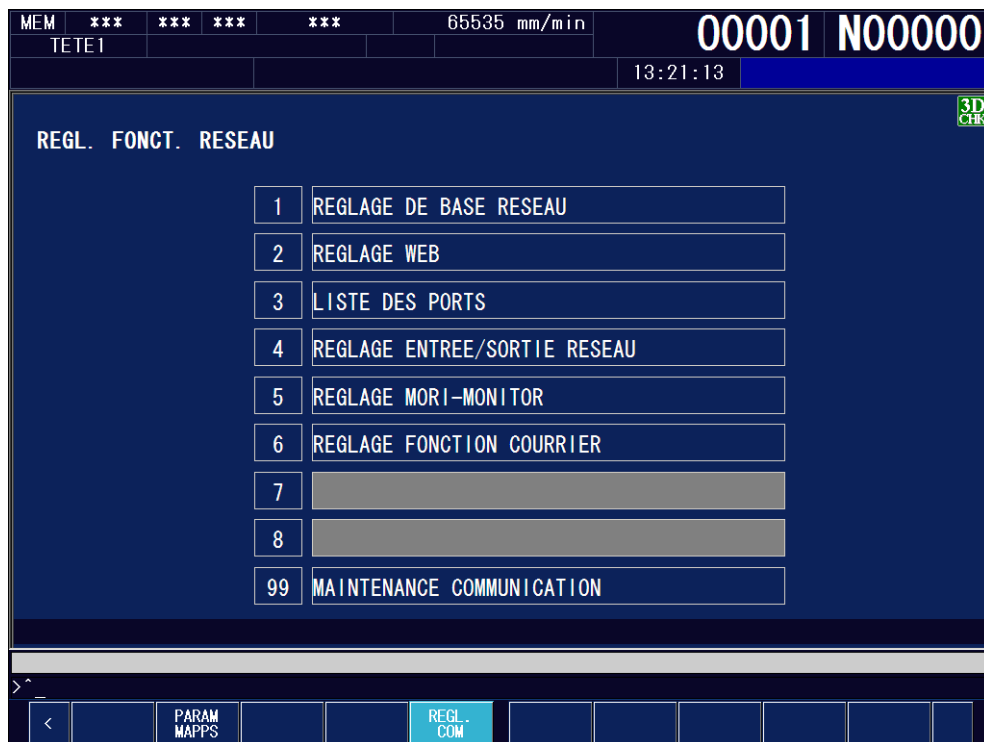 MEM *** *** *** *** 65535 mm/min 00001 N00000
TETE1
13:21:13
3D
CHK
REGL. FONCT. RESEAU
1 REGLAGE DE BASE RESEAU
2 REGLAGE WEB
3 LISTE DES PORTS
4 REGLAGE ENTREE/SORTIE RESEAU
5 REGLAGE MORI-MONITOR
6 REGLAGE FONCTION COURRIER
7
8
99 MAINTENANCE COMMUNICATION
>^_
< PARAM REGL.
MAPPS COM